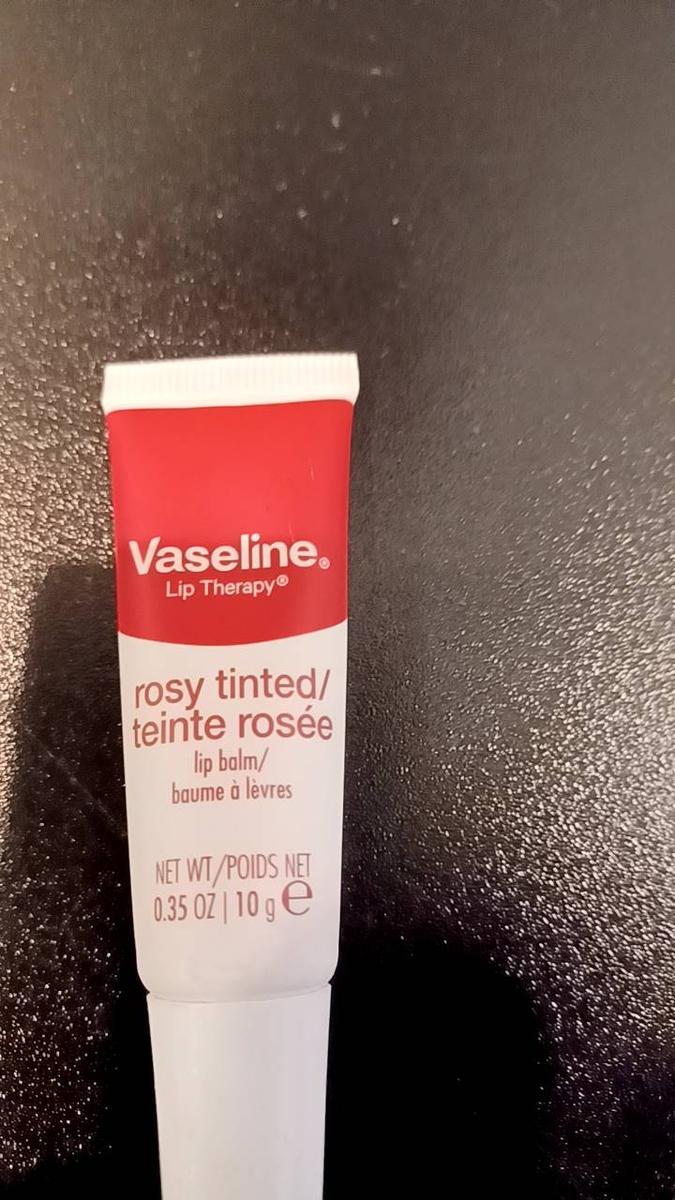 Vaseline®
Lip Therapy®
rosy tinted/
teinte rosée
lip balm/
baume à lèvres
NET WT/POIDS NET
0.35 OZ | 10 g ℮